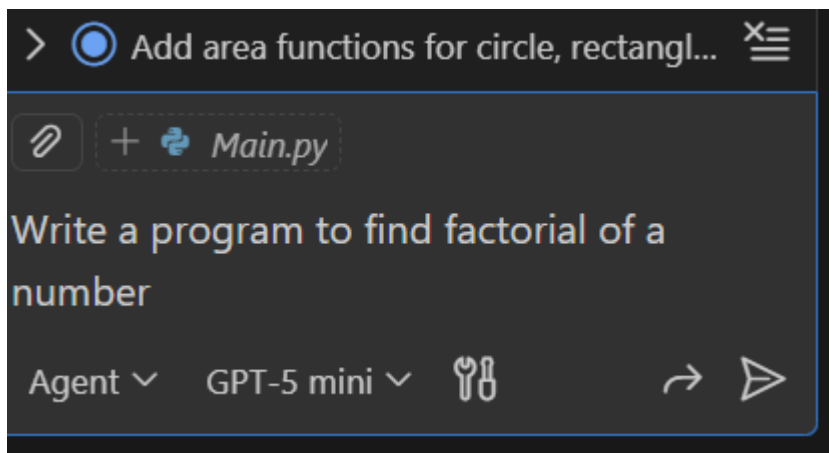 Add area functions for circle, rectangl...
Main.py
Write a program to find factorial of a
number
Agent GPT-5 mini